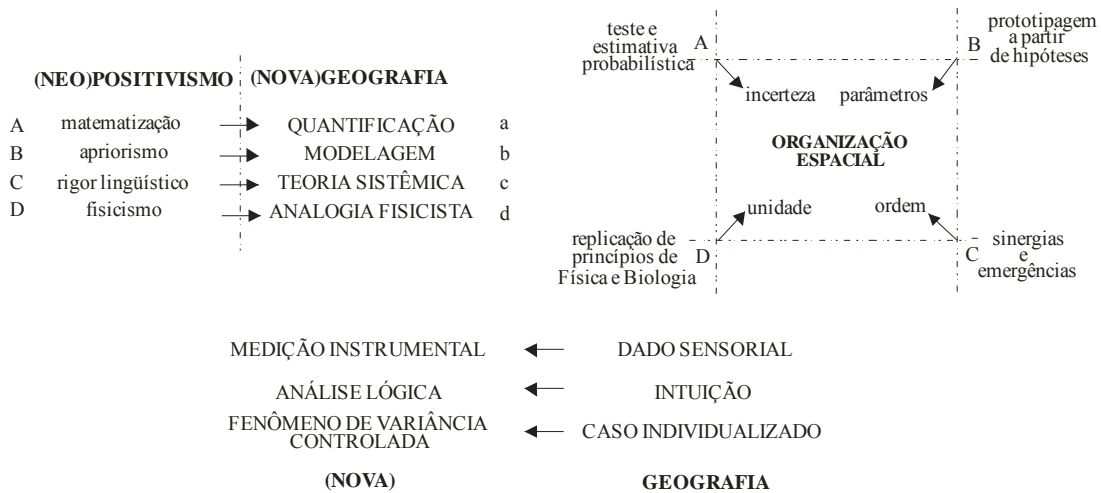 (NEO)POSITIVISMO (NOVA)GEOGRAFIA
A matematização QUANTIFICAÇÃO a
B apriorismo MODELAGEM b
C rigor lingüístico TEORIA SISTÊMICA c
D fisicismo ANALOGIA FISICISTA d
teste e
estimativa
probabilística
A
B
prototipagem
a partir
de hipóteses
incerteza parâmetros
ORGANIZAÇÃO
ESPACIAL
unidade ordem
replicação de
princípios de
Física e Biologia
D
C
sinergias
e
emergências
MEDIÇÃO INSTRUMENTAL DADO SENSORIAL
ANÁLISE LÓGICA INTUIÇÃO
FENÔMENO DE VARIÂNCIA
CONTROLADA
CASO INDIVIDUALIZADO
(NOVA) GEOGRAFIA